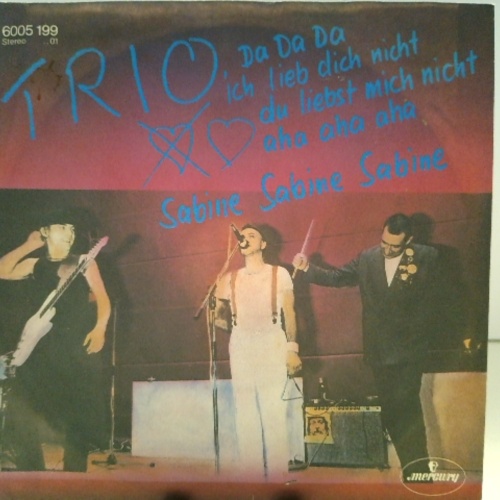 6005 199
Stereo 01
TRIO
Da Da Da
ich lieb dich nicht
du liebst mich nicht
aha aha aha
Sabine Sabine Sabine
mercury